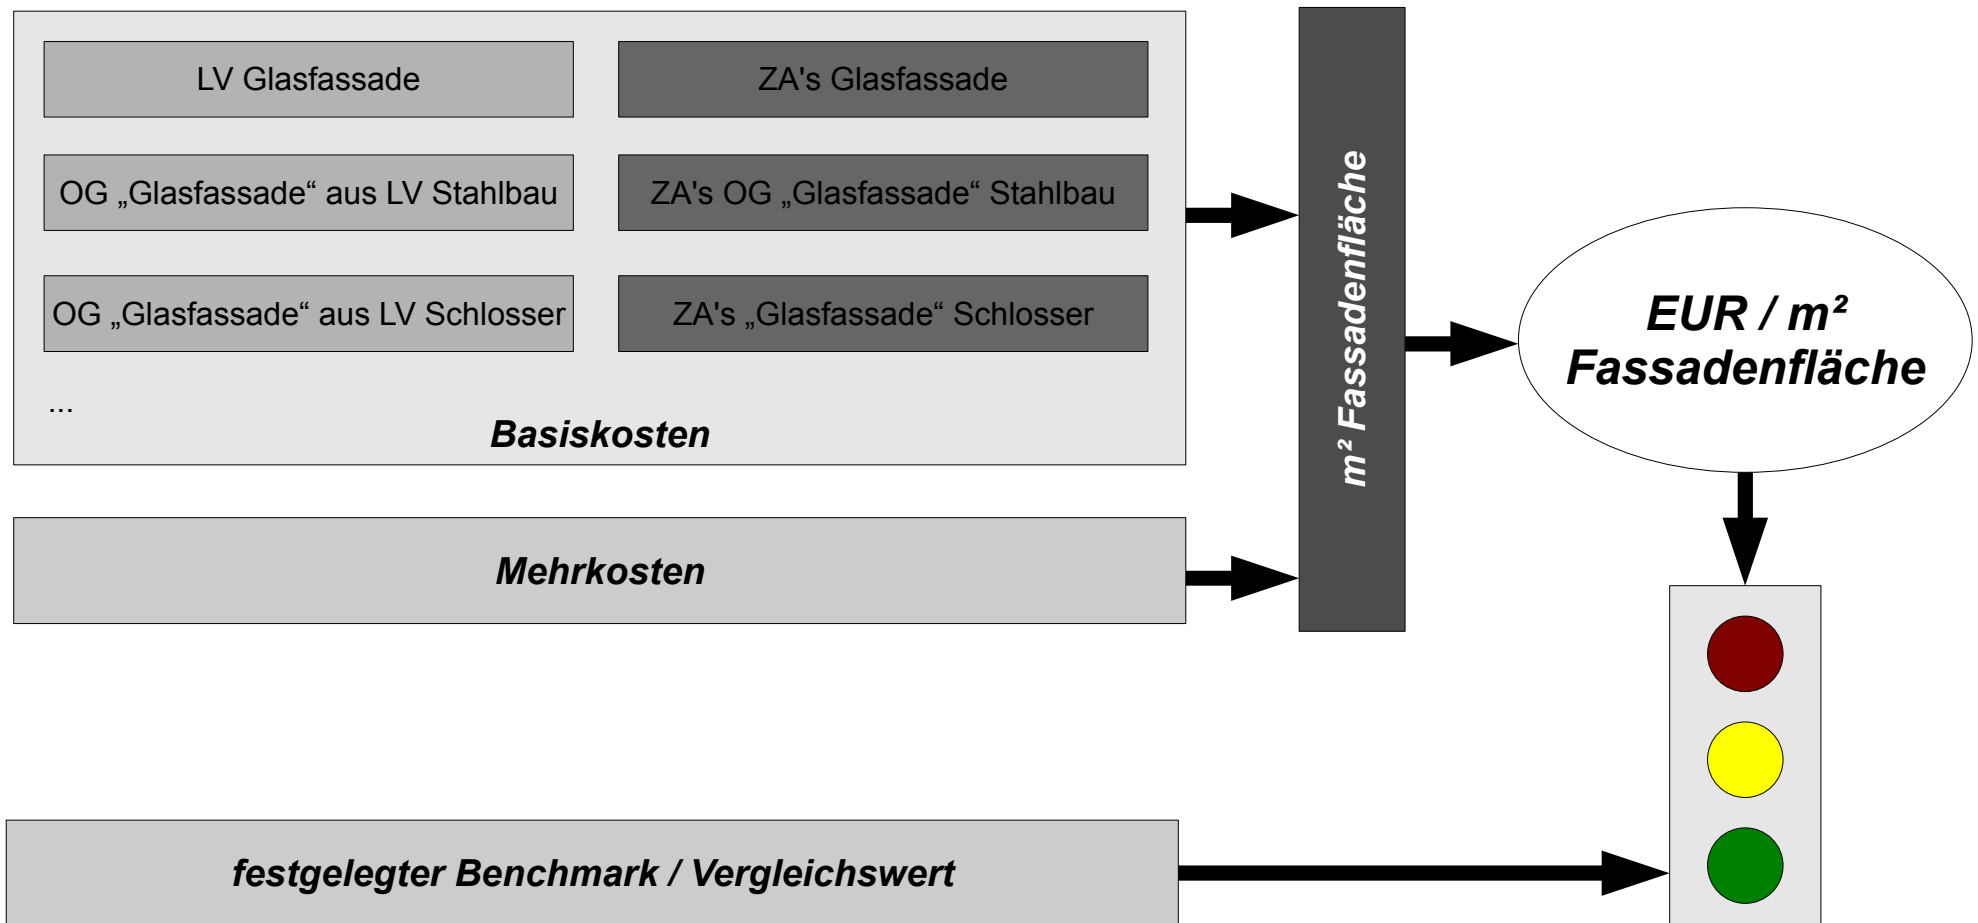 LV Glasfassade
ZA's Glasfassade
OG „Glasfassade“ aus LV Stahlbau
ZA's OG „Glasfassade“ Stahlbau
OG „Glasfassade“ aus LV Schlosser
ZA's „Glasfassade“ Schlosser
...
Basiskosten
Mehrkosten
m² Fassadenfläche
EUR / m²
Fassadenfläche
festgelegter Benchmark / Vergleichswert